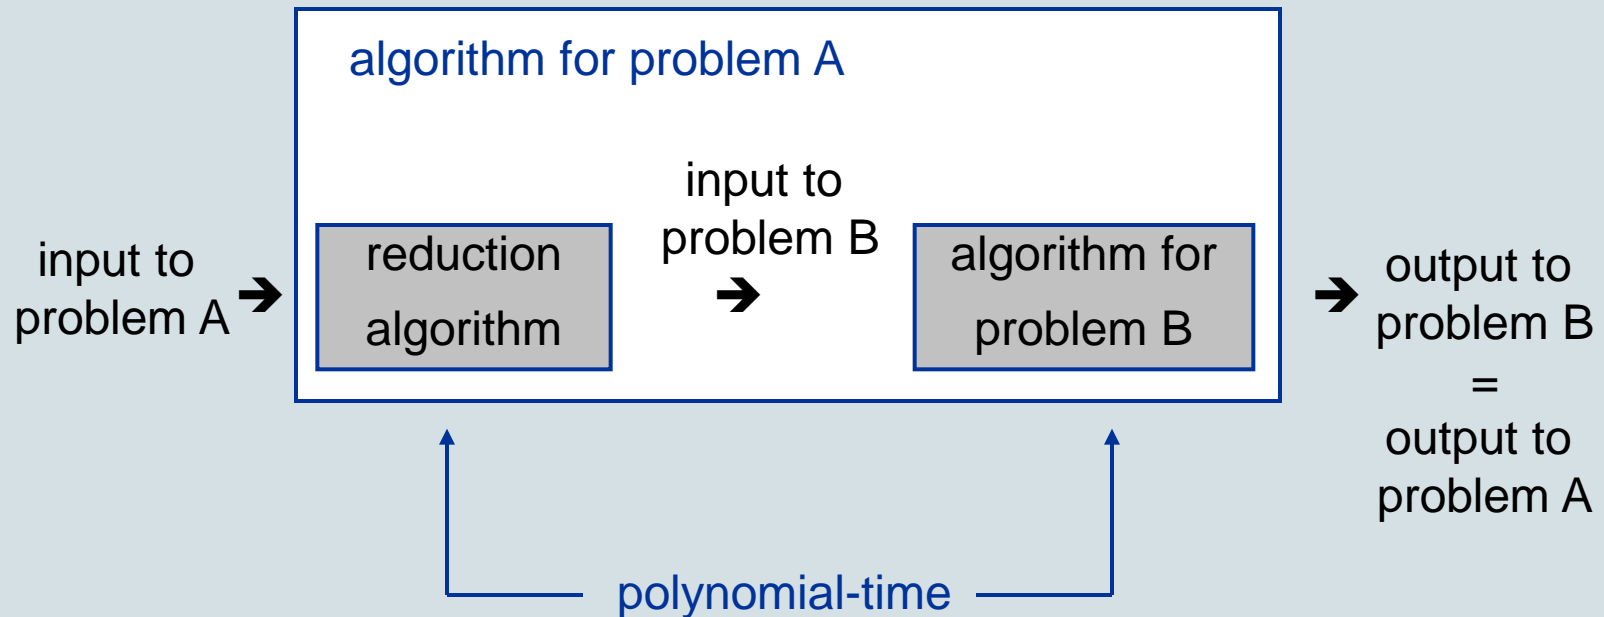 algorithm for problem A
input to
problem A
➔
reduction
algorithm
input to
problem B
➔
algorithm for
problem B
➔
output to
problem B
=
output to
problem A
polynomial-time